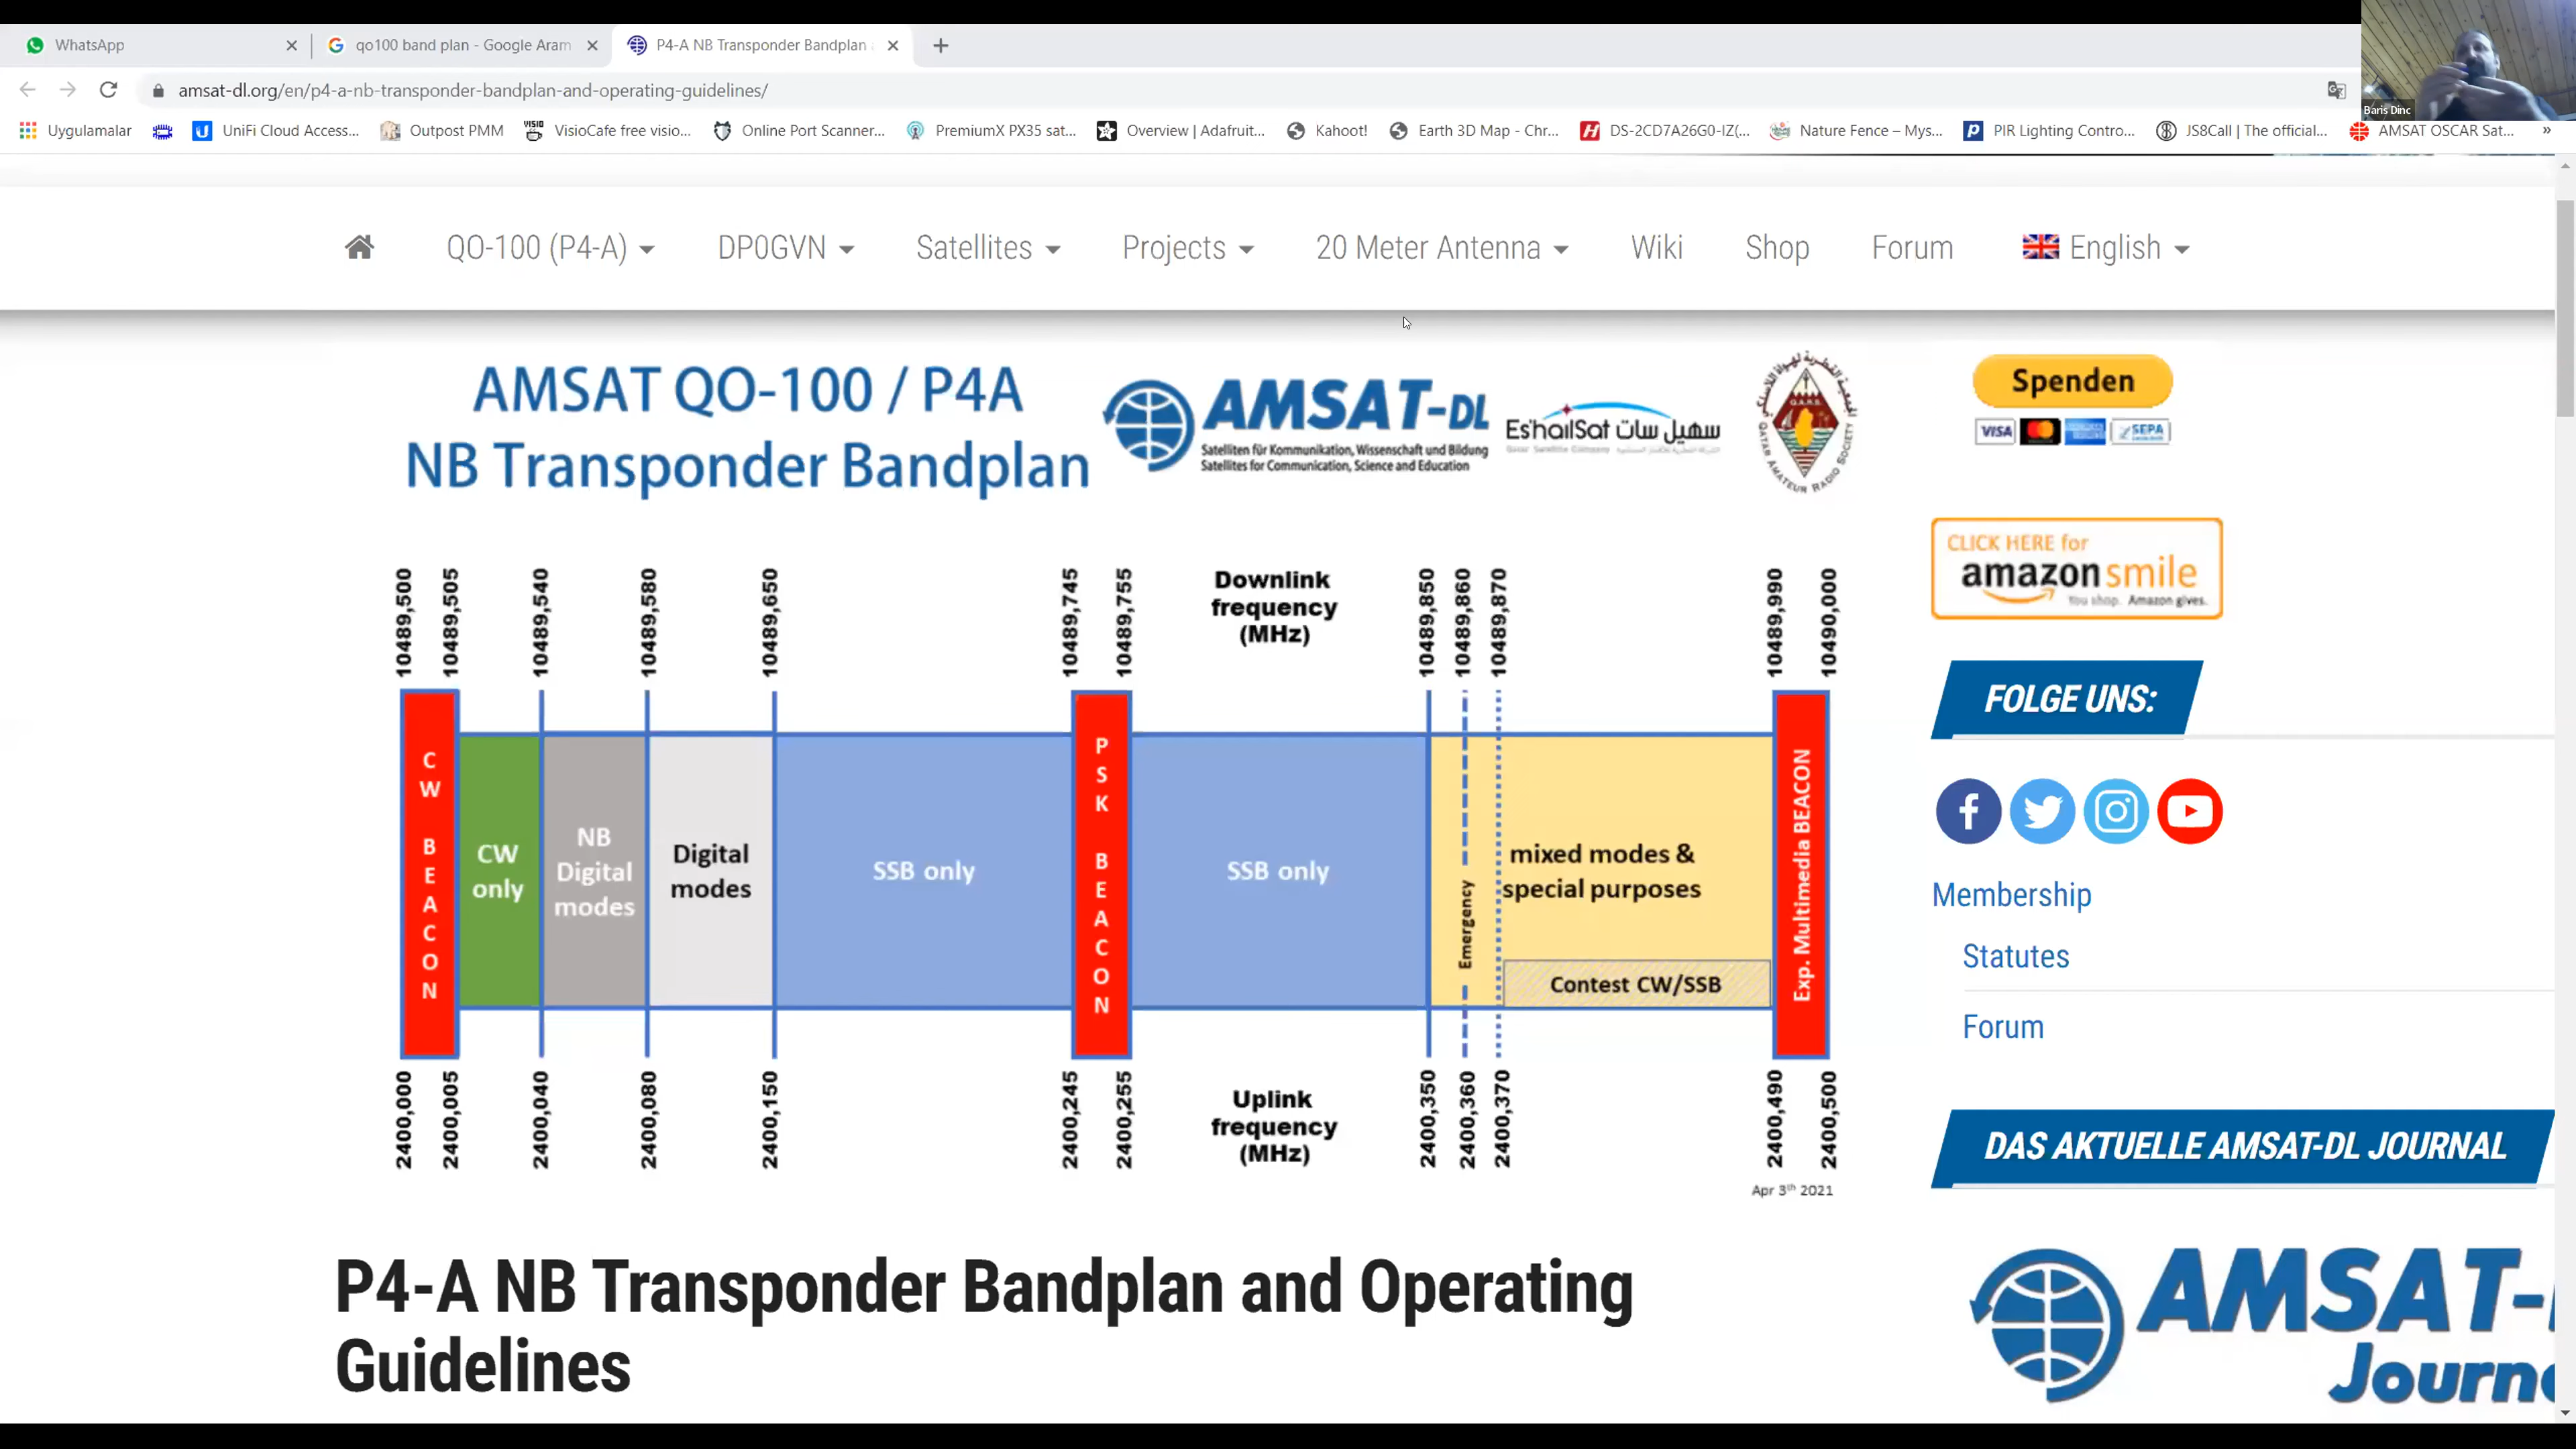 WhatsApp
qo100 band plan - Google Aram
P4-A NB Transponder Bandplan
amsat-dl.org/en/p4-a-nb-transponder-bandplan-and-operating-guidelines/
Baris Dinc
Uygulamalar
UniFi Cloud Access...
Outpost PMM
VISIO
VisioCafe free visio...
Online Port Scanner...
PremiumX PX35 sat...
Overview | Adafruit...
Kahoot!
Earth 3D Map - Chr...
DS-2CD7A26G0-IZ(...
Nature Fence – Mys...
PIR Lighting Contro...
JS8Call | The official...
AMSAT OSCAR Sat...
»
QO-100 (P4-A)
DP0GVN
Satellites
Projects
20 Meter Antenna
Wiki
Shop
Forum
English
AMSAT QO-100 / P4A
NB Transponder Bandplan
AMSAT-DL
Satelliten für Kommunikation, Wissenschaft und Bildung
Satellites for Communication, Science and Education
Es'hailSat سهيل سات
QATAR AMATEUR RADIO SOCIETY
Q.A.R.S
Spenden
VISA
SEPA
CLICK HERE for
amazonsmile
You shop. Amazon gives.
10489,500
10489,505
10489,540
10489,580
10489,650
10489,745
10489,755
Downlink
frequency
(MHz)
10489,850
10489,860
10489,870
10489,990
10490,000
CW BEACON
CW
only
NB
Digital
modes
Digital
modes
SSB only
PSK BEACON
SSB only
Emergency
mixed modes &
special purposes
Contest CW/SSB
Exp. Multimedia BEACON
2400,000
2400,005
2400,040
2400,080
2400,150
2400,245
2400,255
Uplink
frequency
(MHz)
2400,350
2400,360
2400,370
2400,490
2400,500
Apr 3th 2021
FOLGE UNS:
Membership
Statutes
Forum
DAS AKTUELLE AMSAT-DL JOURNAL
AMSAT-
Journ
P4-A NB Transponder Bandplan and Operating
Guidelines